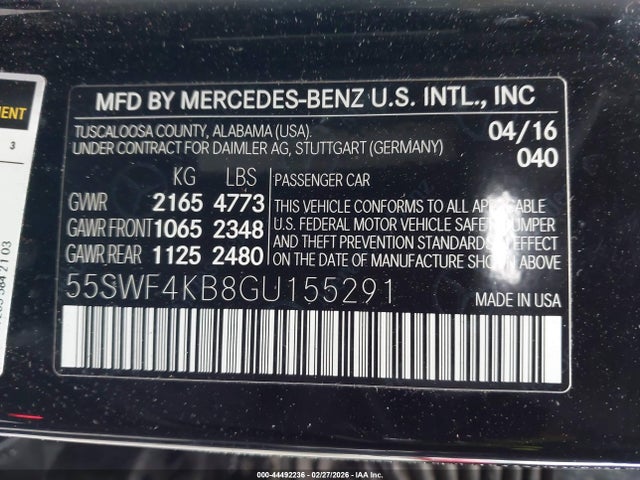 MFD BY MERCEDES-BENZ U.S. INTL., INC
TUSCALOOSA COUNTY, ALABAMA (USA). 04/16
UNDER CONTRACT FOR DAIMLER AG, STUTTGART (GERMANY) 040
KG LBS PASSENGER CAR
GVWR 2165 4773 THIS VEHICLE CONFORMS TO ALL APPLICABLE
GAWR FRONT 1065 2348 U.S. FEDERAL MOTOR VEHICLE SAFETY, BUMPER
GAWR REAR 1125 2480 AND THEFT PREVENTION STANDARDS
IN EFFECT ON THE DATE OF
MANUFACTURE SHOWN ABOVE.
55SWF4KB8GU155291 MADE IN USA
3
000-44492236 - 02/27/2026 - IAA Inc.